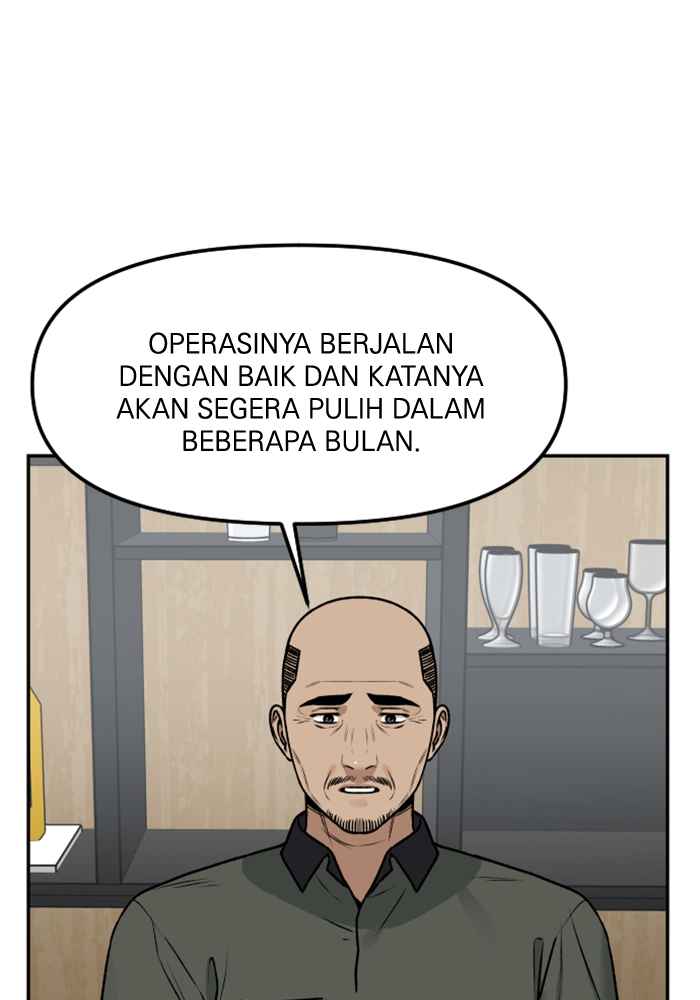 OPERASINYA BERJALAN
DENGAN BAIK DAN KATANYA
AKAN SEGERA PULIH DALAM
BEBERAPA BULAN.